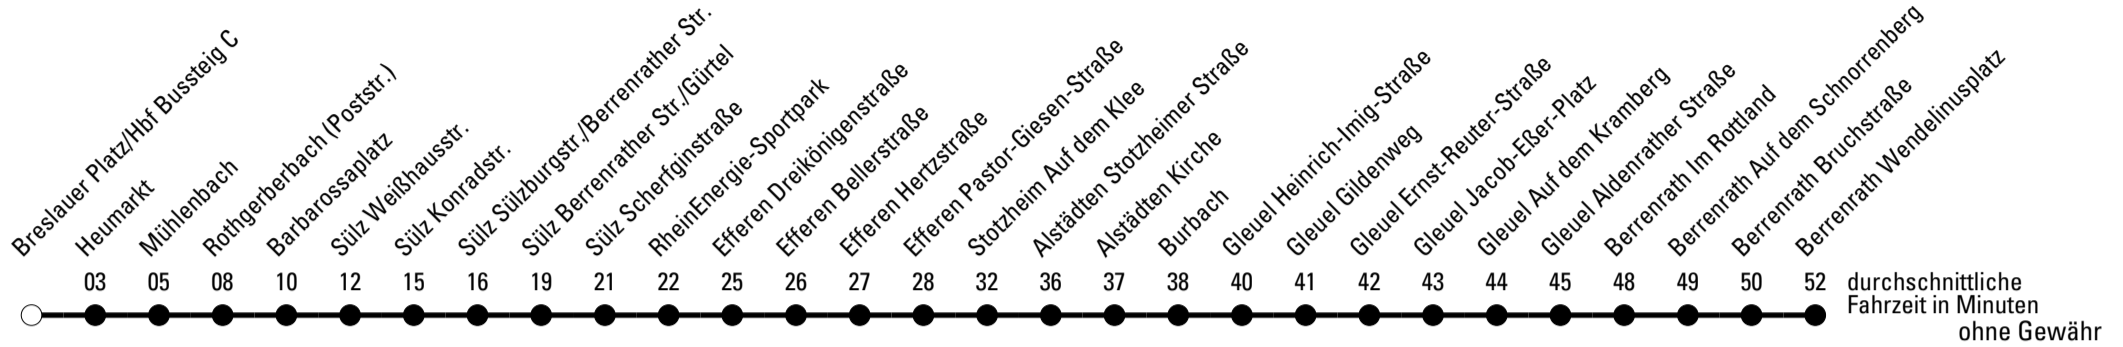 Breslauer Platz/Hbf Bussteig C
Heumarkt
Mühlenbach
Rothgerberbach (Poststr.)
Barbarossaplatz
Sülz Weißhausstr.
Sülz Konradstr.
Sülz Sülzburgstr./Berrenrather Str.
Sülz Berrenrather Str./Gürtel
Sülz Scherfginstraße
RheinEnergie-Sportpark
Efferen Dreikönigenstraße
Efferen Bellerstraße
Efferen Hertzstraße
Efferen Pastor-Giesen-Straße
Stotzheim Auf dem Klee
Alstädten Stotzheimer Straße
Alstädten Kirche
Burbach
Gleuel Heinrich-Imig-Straße
Gleuel Gildenweg
Gleuel Ernst-Reuter-Straße
Gleuel Jacob-Eßer-Platz
Gleuel Auf dem Kramberg
Gleuel Aldenrather Straße
Berrenrath Im Rottland
Berrenrath Auf dem Schnorrenberg
Berrenrath Bruchstraße
Berrenrath Wendelinusplatz
03 05 08 10 12 15 16 19 21 22 25 26 27 28 32 36 37 38 40 41 42 43 44 45 48 49 50 52 durchschnittliche
Fahrzeit in Minuten
ohne Gewähr